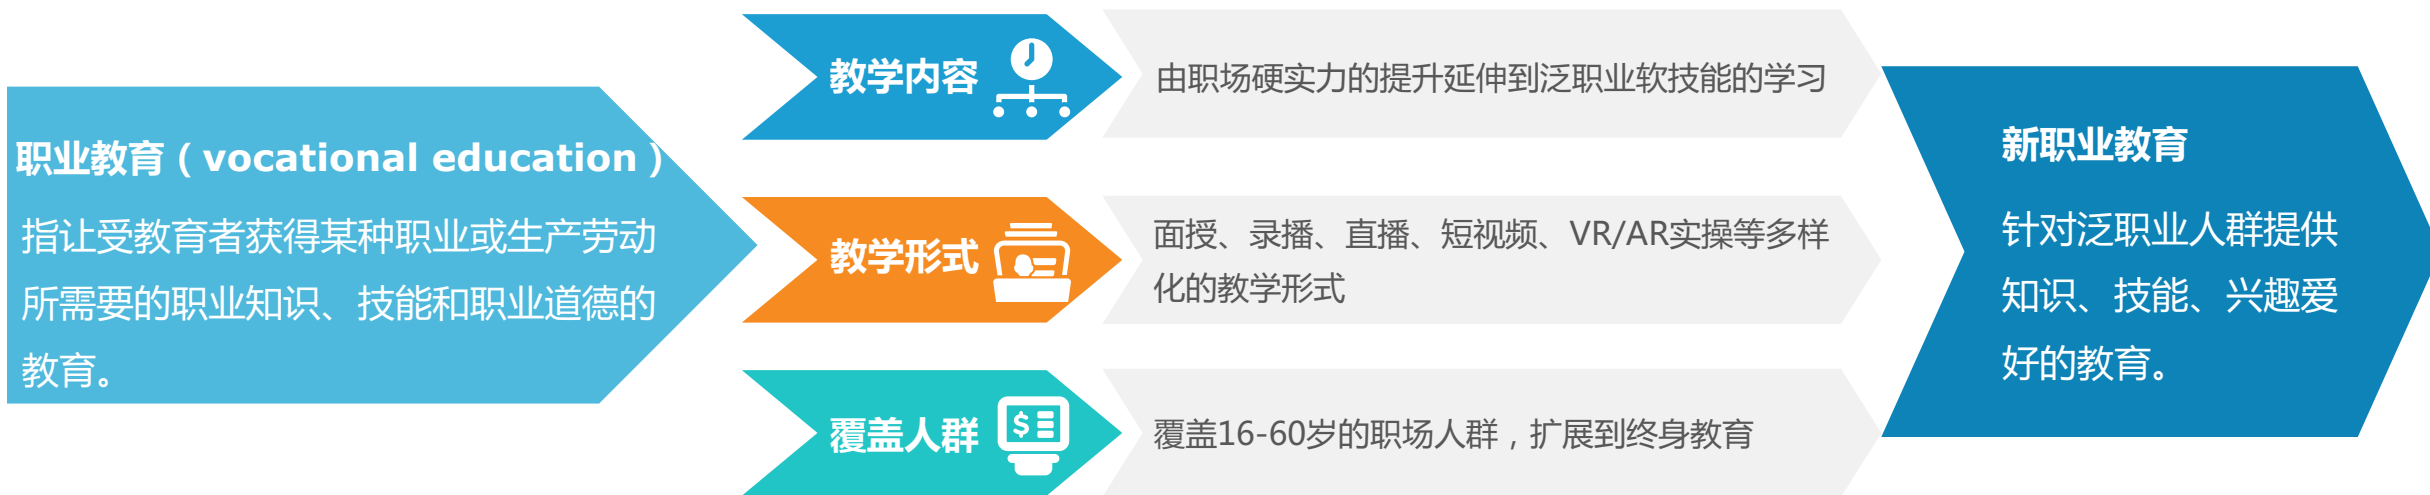 职业教育（vocational education）
指让受教育者获得某种职业或生产劳动
所需要的职业知识、技能和职业道德的
教育。
教学内容
由职场硬实力的提升延伸到泛职业软技能的学习
教学形式
面授、录播、直播、短视频、VR/AR实操等多样
化的教学形式
覆盖人群
$
覆盖16-60岁的职场人群，扩展到终身教育
新职业教育
针对泛职业人群提供
知识、技能、兴趣爱
好的教育。